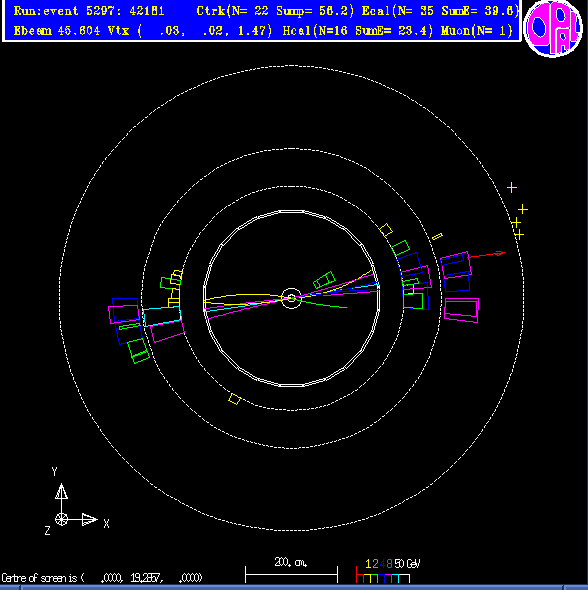 Run:event 5297: 42181 Ctrk(N= 22 Sump= 56.2) Ecal(N= 35 SumE= 39.6)
Ebeam 45.604 Vtx ( .03, .02, 1.47) Hcal(N=16 SumE= 23.4) Muon(N= 1)
OPAL
Y
X
Z
200. cm.
1 2 4 8 50 GeV
Centre of screen is ( .0000, 19.2857, .0000)